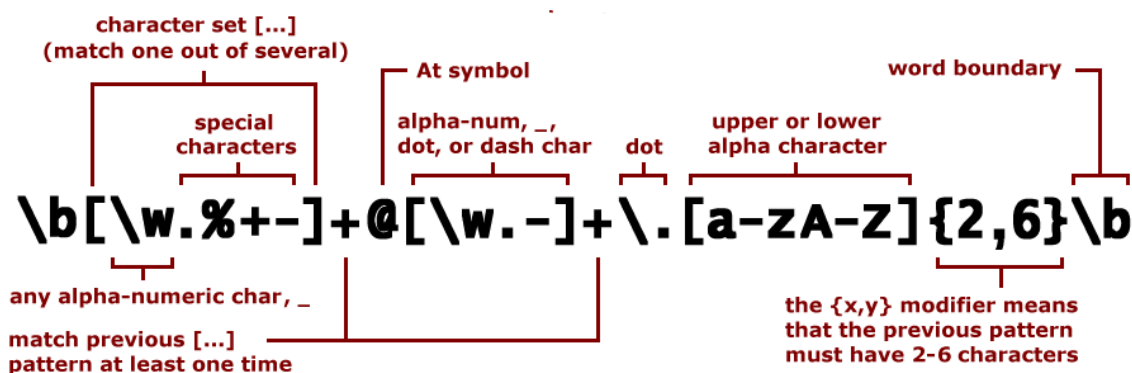 character set [...]
(match one out of several)
At symbol
word boundary
special
characters
alpha-num, _,
dot, or dash char
dot
upper or lower
alpha character
\b[\w.%+-]+@[\w.-]+\.[a-zA-Z]{2,6}\b
any alpha-numeric char, _
match previous [...]
pattern at least one time
the {x,y} modifier means
that the previous pattern
must have 2-6 characters